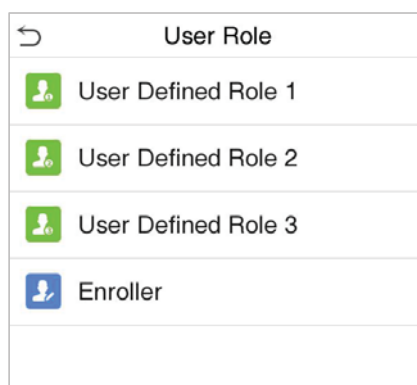 User Role
User Defined Role 1
User Defined Role 2
User Defined Role 3
Enroller